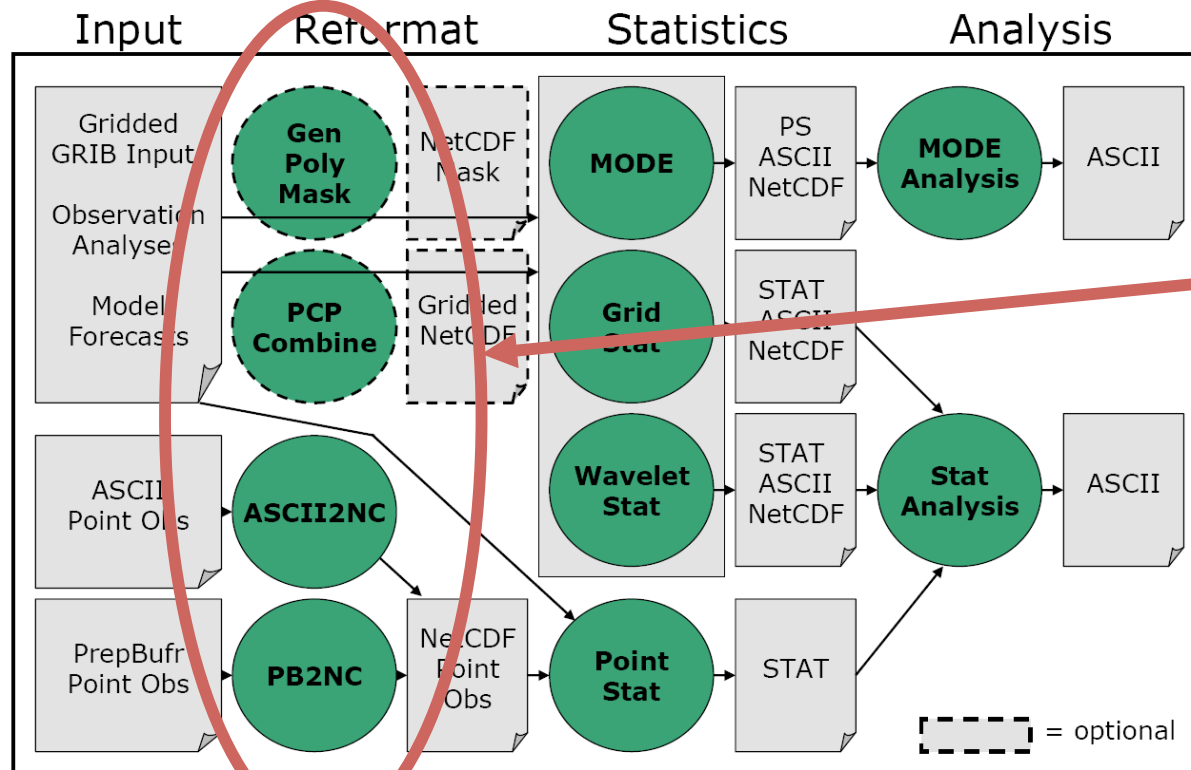 Input
Reformat
Statistics
Analysis
Gridded
GRIB Input
Observation
Analyses
Model
Forecasts
Gen
Poly
Mask
NetCDF
Mask
MODE
PS
ASCII
NetCDF
MODE
Analysis
ASCII
PCP
Combine
Gridded
NetCDF
Grid
Stat
STAT
ASCII
NetCDF
ASCII
Point Obs
ASCII2NC
Wavelet
Stat
STAT
ASCII
NetCDF
Stat
Analysis
ASCII
PrepBufr
Point Obs
PB2NC
NetCDF
Point
Obs
Point
Stat
STAT
= optional